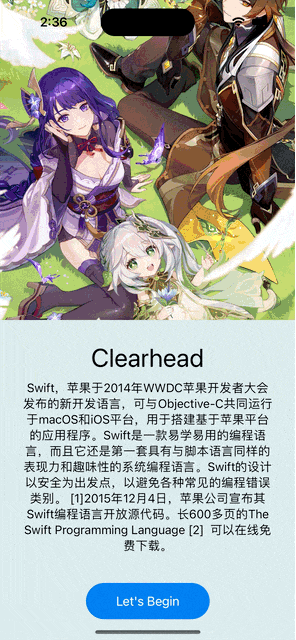 2:36
Clearhead
Swift，苹果于2014年WWDC苹果开发者大会
发布的新开发语言，可与Objective-C共同运行
于macOS和iOS平台，用于搭建基于苹果平台
的应用程序。Swift是一款易学易用的编程语
言，而且它还是第一套具有与脚本语言同样的
表现力和趣味性的系统编程语言。Swift的设计
以安全为出发点，以避免各种常见的编程错误
类别。 [1]2015年12月4日，苹果公司宣布其
Swift编程语言开放源代码。长600多页的The
Swift Programming Language [2]  可以在线免
费下载。
Let's Begin